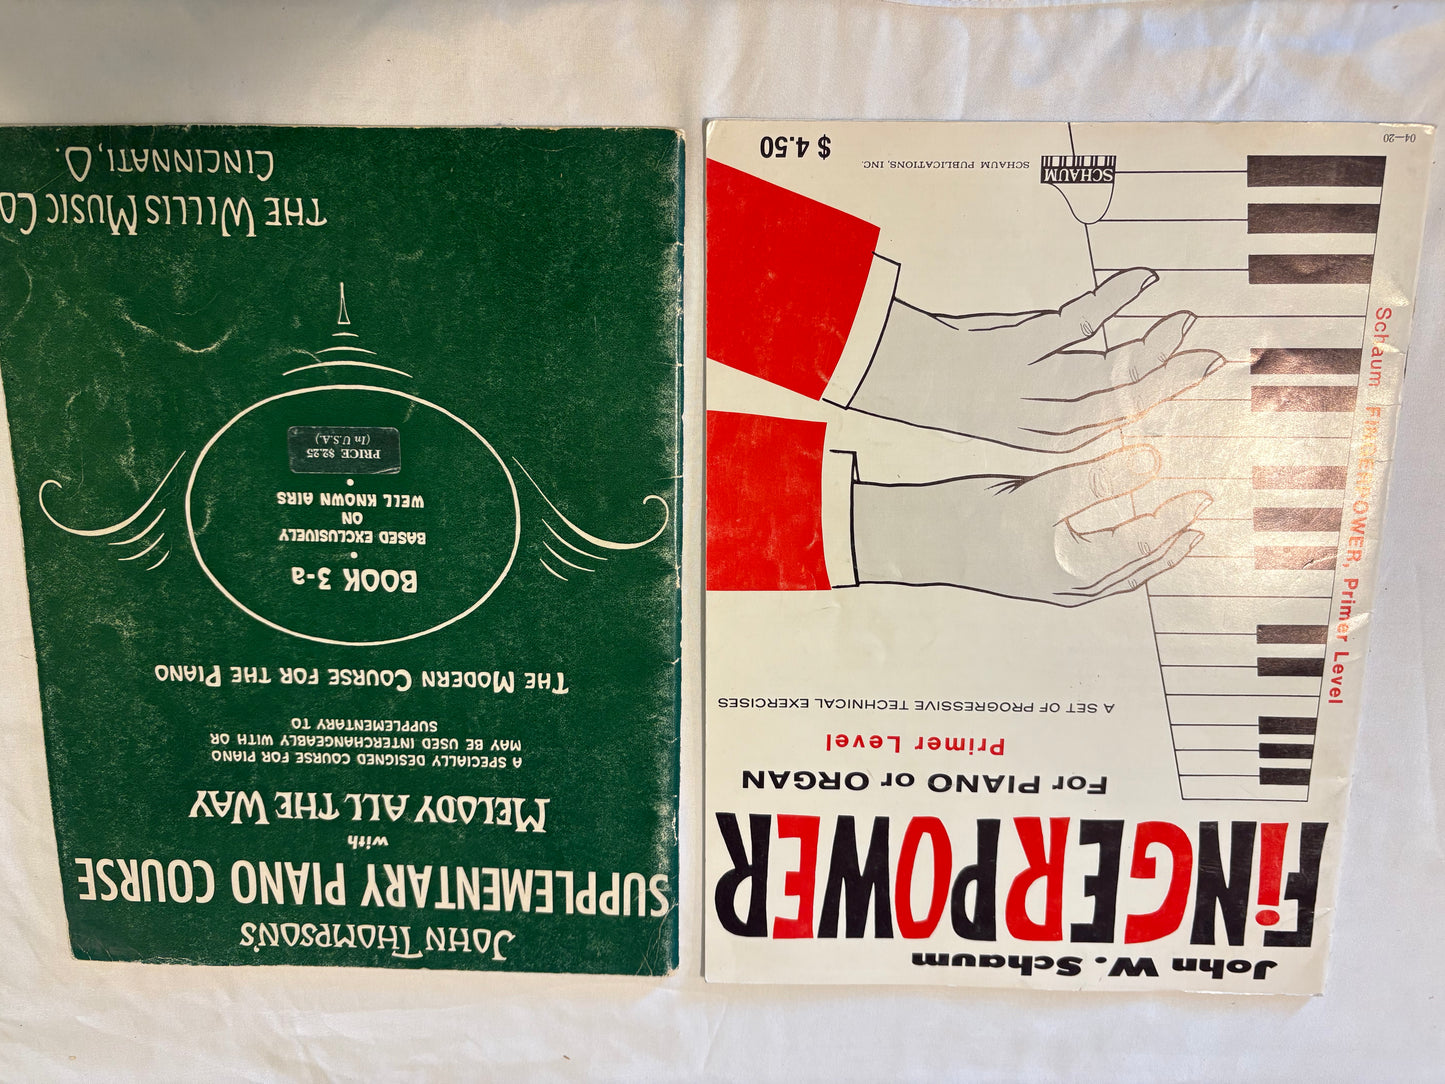 JOHN THOMPSON'S
SUPPLEMENTARY PIANO COURSE
with
MELODY ALL THE WAY
A SPECIALLY DESIGNED COURSE FOR PIANO
MAY BE USED INTERCHANGEABLY WITH OR
SUPPLEMENTARY TO
THE MODERN COURSE FOR THE PIANO
BOOK 3-a
•
BASED EXCLUSIVELY
ON
WELL KNOWN AIRS
•
PRICE $2.25
(In U.S.A.)
THE WILLIS MUSIC CO
CINCINNATI, O.
John W. Schaum
FiNGERPOWER
For PIANO or ORGAN
Primer Level
A SET OF PROGRESSIVE TECHNICAL EXERCISES
Schaum FINGERPOWER, Primer Level
SCHAUM
SCHAUM PUBLICATIONS, INC.
$ 4.50
04—20